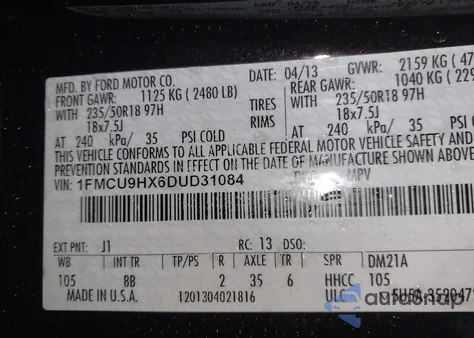 MFD. BY FORD MOTOR CO.
DATE 04/13 GVWR: 2159 KG (47
FRONT GAWR: 1125 KG (2480 LB) REAR GAWR: 1040 KG (229
WITH 235/50R18 97H TIRES WITH 235/50R18 97H
18x7.5J RIMS 18x7.5J
AT 240 kPa/ 35 PSI COLD AT 240 kPa/ 35 PSI COLD
THIS VEHICLE CONFORMS TO ALL APPLICABLE FEDERAL MOTOR VEHICLE SAFETY AND
PREVENTION STANDARDS IN EFFECT ON THE DATE OF MANUFACTURE SHOWN ABOVE.
1FMCU9HX6DUD31084 MPV
EXT PNT: J1 RC: 13 DSO:
WB INT TR TP/PS R AXLE TR SPR DM21A
105 8B 2 35 6 HHCC 105
MADE IN U.S.A. 1201304021816 ULC
autosnap